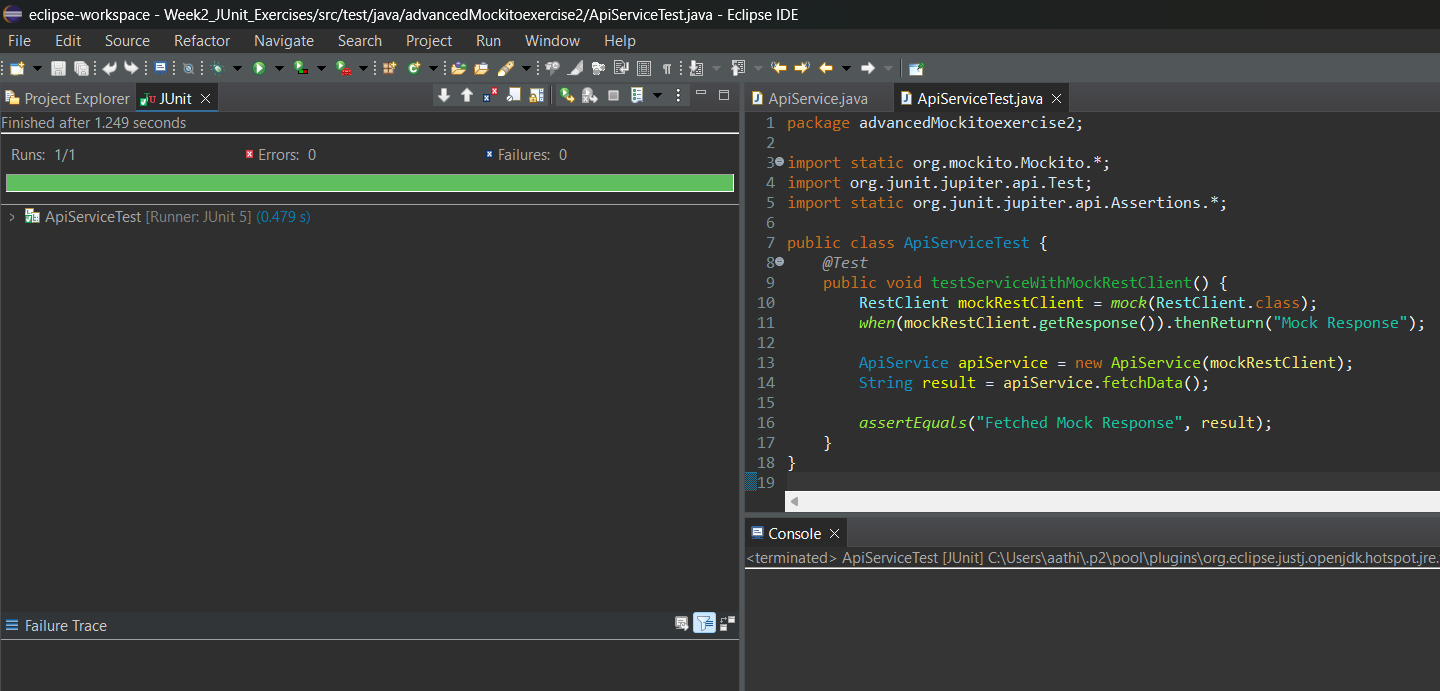 eclipse-workspace - Week2_JUnit_Exercises/src/test/java/advancedMockitoexercise2/ApiServiceTest.java - Eclipse IDE
File Edit Source Refactor Navigate Search Project Run Window Help
Project Explorer JUnit
Finished after 1.249 seconds
Runs: 1/1 Errors: 0 Failures: 0
ApiServiceTest [Runner: JUnit 5] (0.479 s)
Failure Trace
ApiService.java ApiServiceTest.java
1 package advancedMockitoexercise2;
2
3 import static org.mockito.Mockito.*;
4 import org.junit.jupiter.api.Test;
5 import static org.junit.jupiter.api.Assertions.*;
6
7 public class ApiServiceTest {
8 @Test
9 public void testServiceWithMockRestClient() {
10 RestClient mockRestClient = mock(RestClient.class);
11 when(mockRestClient.getResponse()).thenReturn("Mock Response");
12
13 ApiService apiService = new ApiService(mockRestClient);
14 String result = apiService.fetchData();
15
16 assertEquals("Fetched Mock Response", result);
17 }
18 }
19
Console
<terminated> ApiServiceTest [JUnit] C:\Users\aathi\.p2\pool\plugins\org.eclipse.justj.openjdk.hotspot.jre.